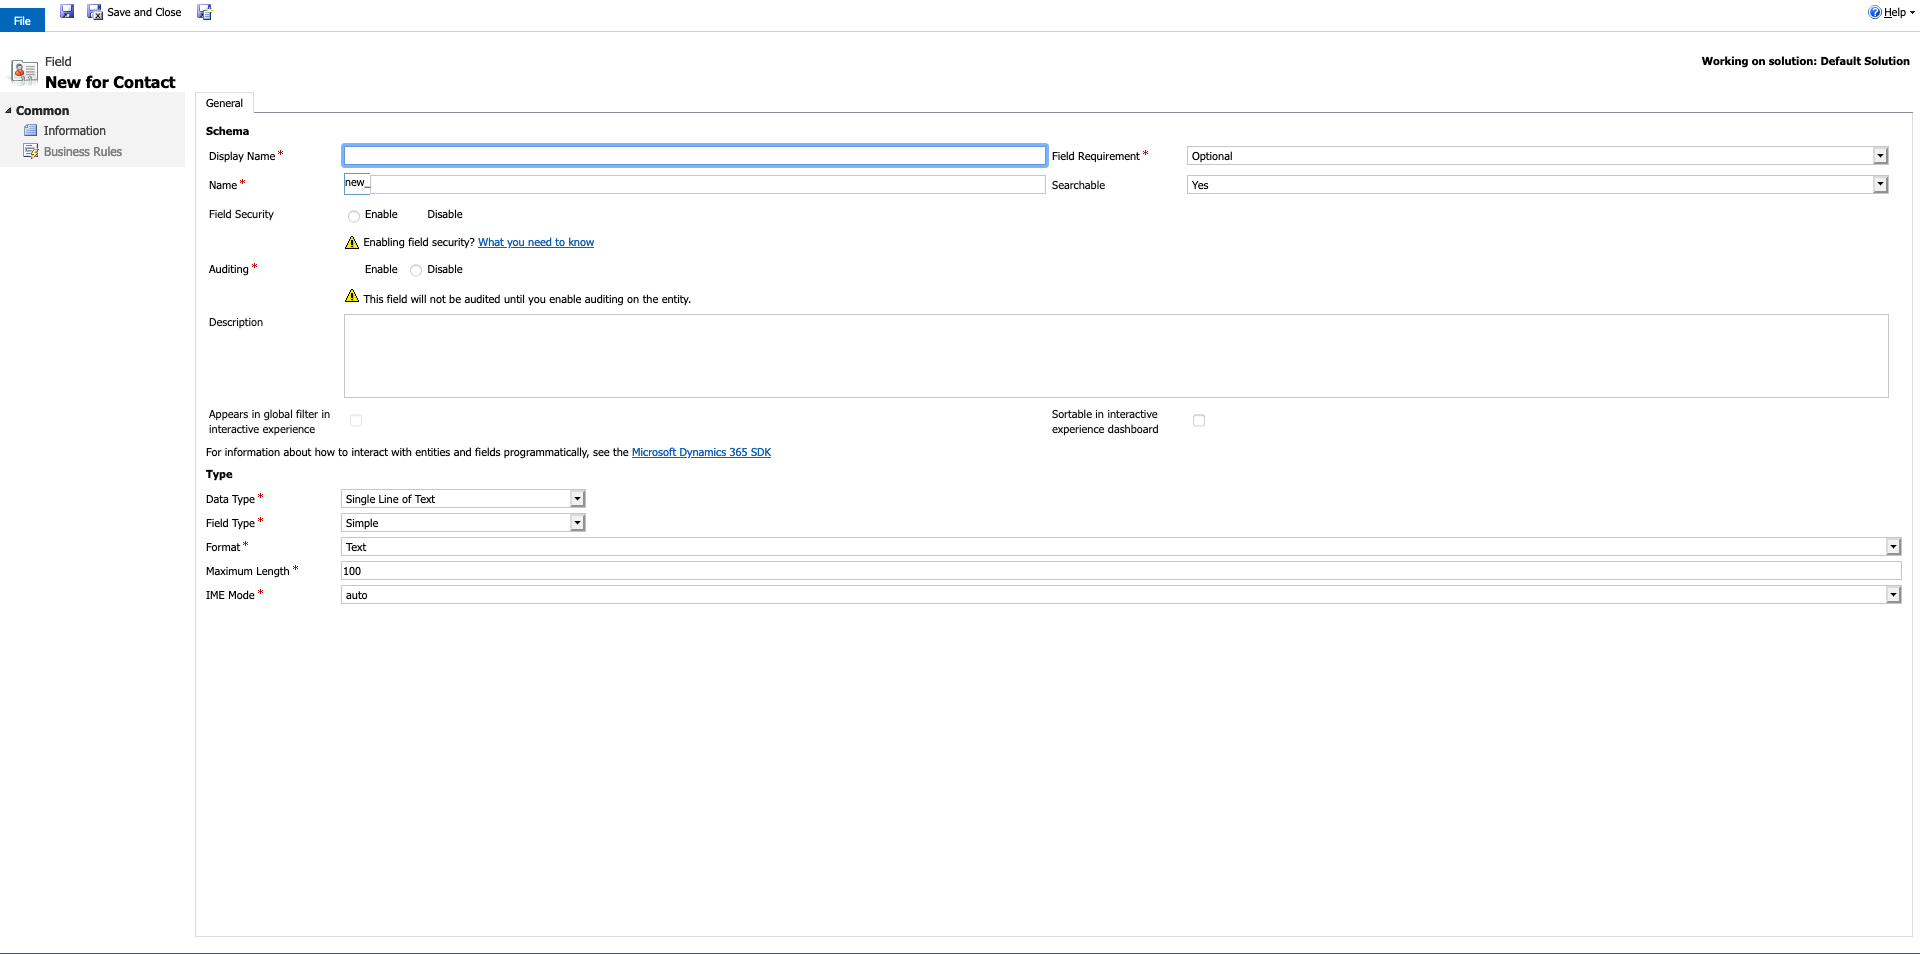 File
Save and Close
Help
Field
New for Contact
Working on solution: Default Solution
Common
Information
Business Rules
General
Schema
Display Name *
Field Requirement * Optional
Name * new_
Searchable Yes
Field Security Enable Disable
Enabling field security? What you need to know
Auditing * Enable Disable
This field will not be audited until you enable auditing on the entity.
Description
Appears in global filter in
interactive experience
Sortable in interactive
experience dashboard
For information about how to interact with entities and fields programmatically, see the Microsoft Dynamics 365 SDK
Type
Data Type * Single Line of Text
Field Type * Simple
Format * Text
Maximum Length * 100
IME Mode * auto